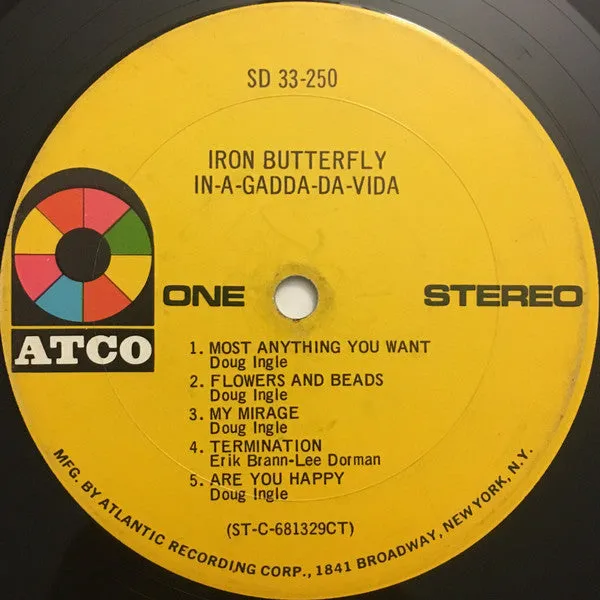 SD 33-250
IRON BUTTERFLY
IN-A-GADDA-DA-VIDA
ATCO
ONE
STEREO
1. MOST ANYTHING YOU WANT
Doug Ingle
2. FLOWERS AND BEADS
Doug Ingle
3. MY MIRAGE
Doug Ingle
4. TERMINATION
Erik Brann-Lee Dorman
5. ARE YOU HAPPY
Doug Ingle
(ST-C-681329CT)
MFG. BY ATLANTIC RECORDING CORP., 1841 BROADWAY, NEW YORK, N.Y.